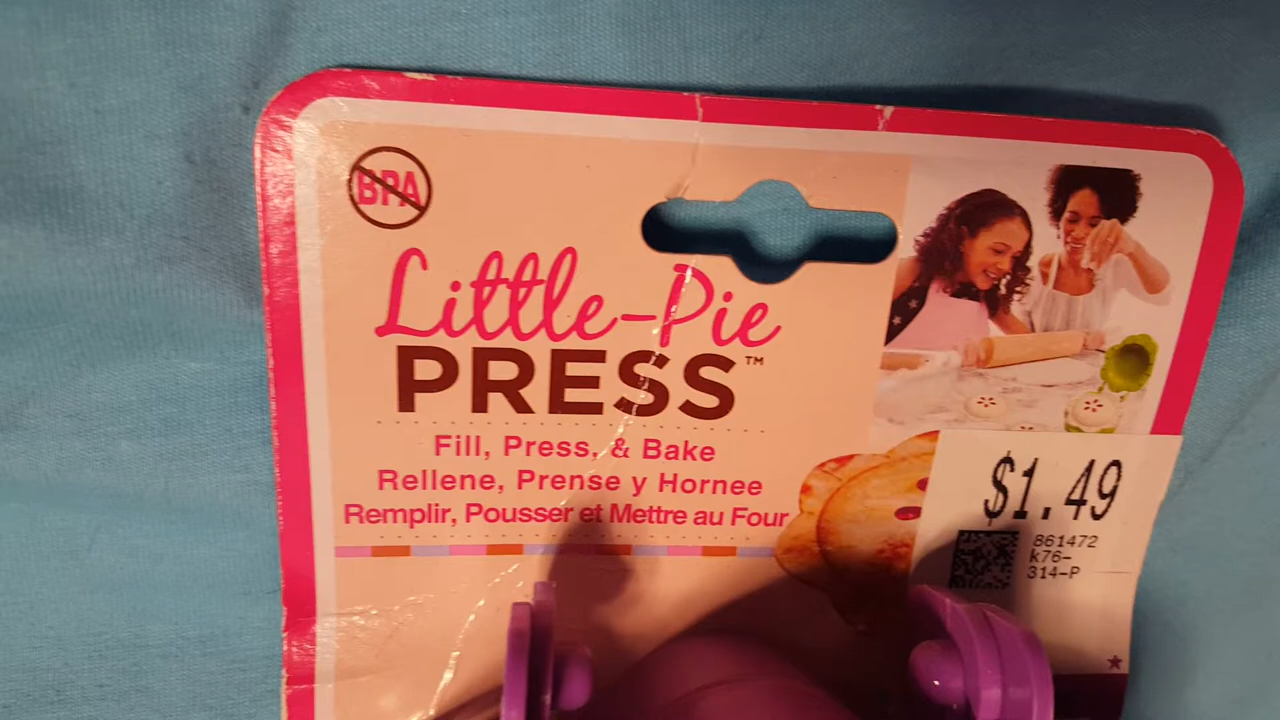 BPA
Little-Pie
PRESS™
Fill, Press, & Bake
Rellene, Prense y Hornee
Remplir, Pousser et Mettre au Four
$1.49
861472
k76-
314-P